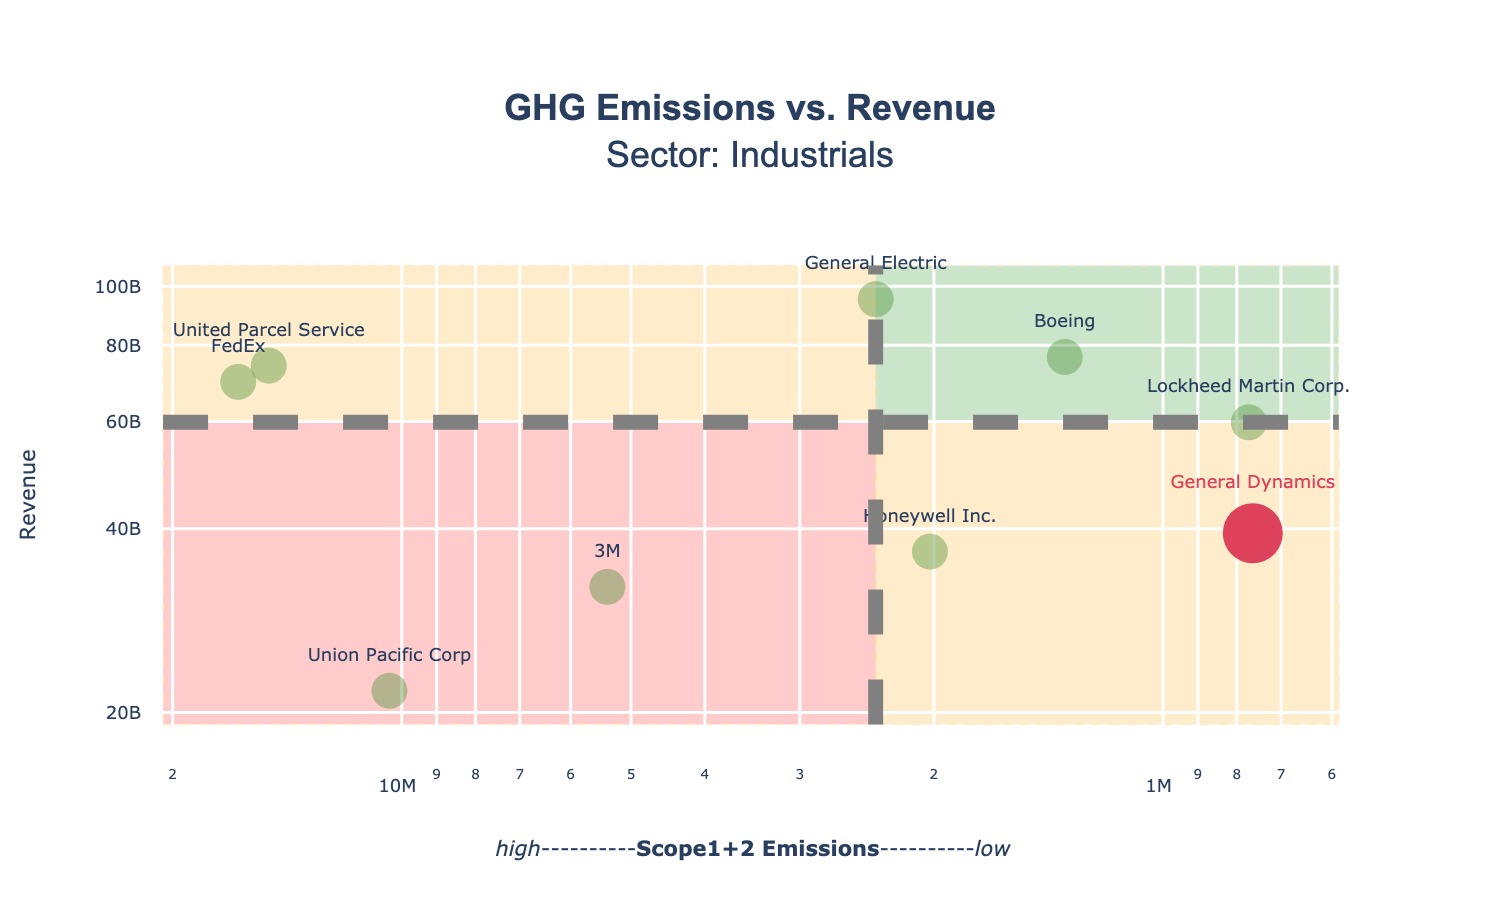 GHG Emissions vs. Revenue
Sector: Industrials
General Electric
100B
Boeing
United Parcel Service
80B
FedEx
Lockheed Martin Corp.
60B
General Dynamics
Revenue
Honeywell Inc.
40B
3M
Union Pacific Corp
20B
2 10M 9 8 7 6 5 4 3 2 1M 9 8 7 6
high----------Scope1+2 Emissions----------low